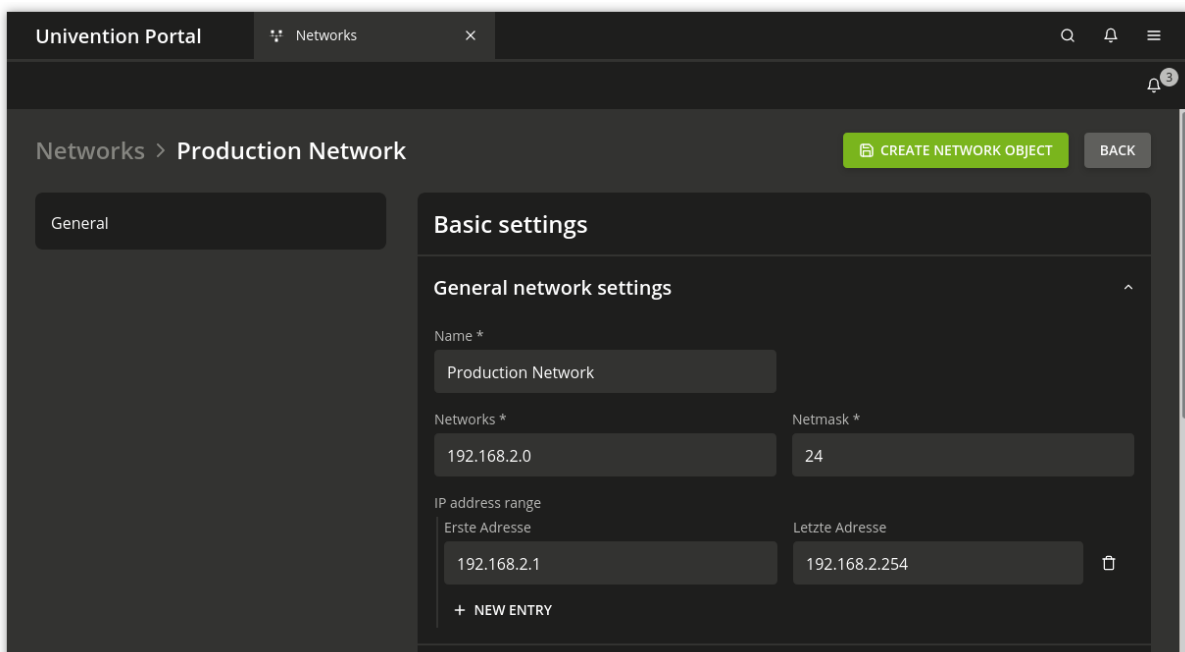 Univention Portal Networks
3
Networks > Production Network CREATE NETWORK OBJECT BACK
General
Basic settings
General network settings
Name *
Production Network
Networks * Netmask *
192.168.2.0 24
IP address range
Erste Adresse Letzte Adresse
192.168.2.1 192.168.2.254
+ NEW ENTRY